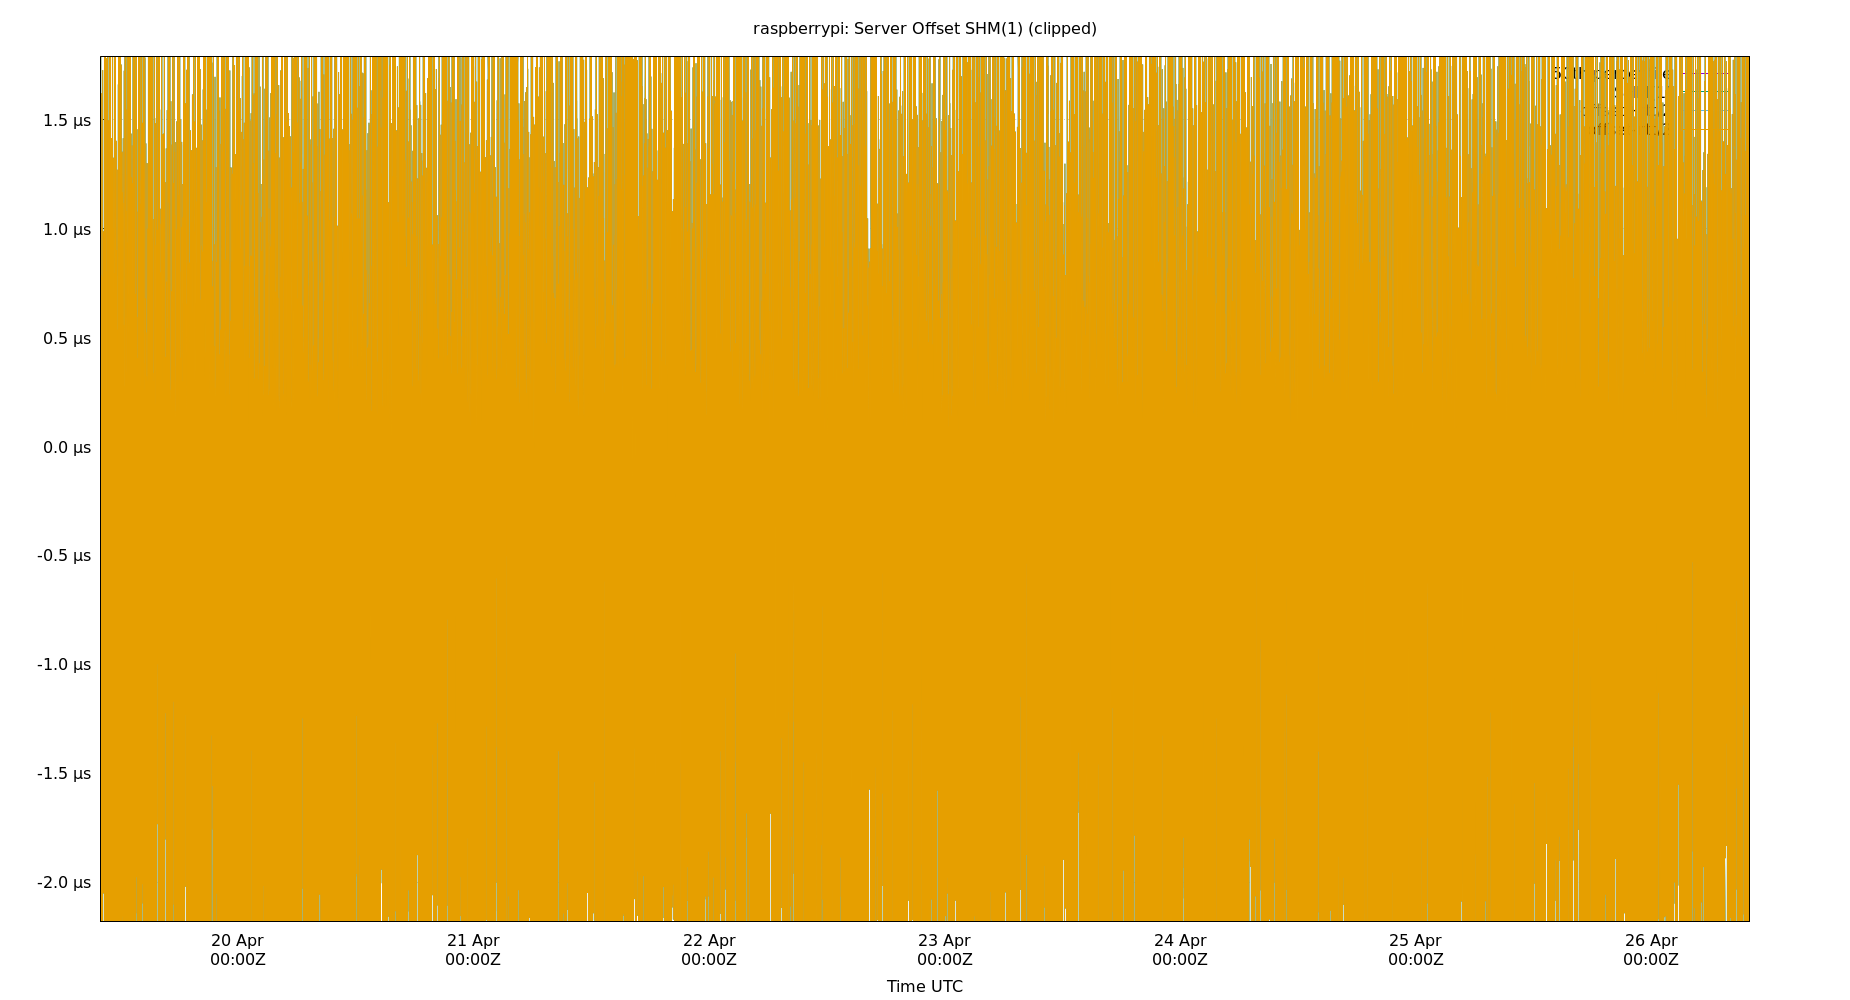 raspberrypi: Server Offset SHM(1) (clipped)
1.5 µs
1.0 µs
0.5 µs
0.0 µs
-0.5 µs
-1.0 µs
-1.5 µs
-2.0 µs
20 Apr 21 Apr 22 Apr 23 Apr 24 Apr 25 Apr 26 Apr
00:00Z 00:00Z 00:00Z 00:00Z 00:00Z 00:00Z 00:00Z
Time UTC